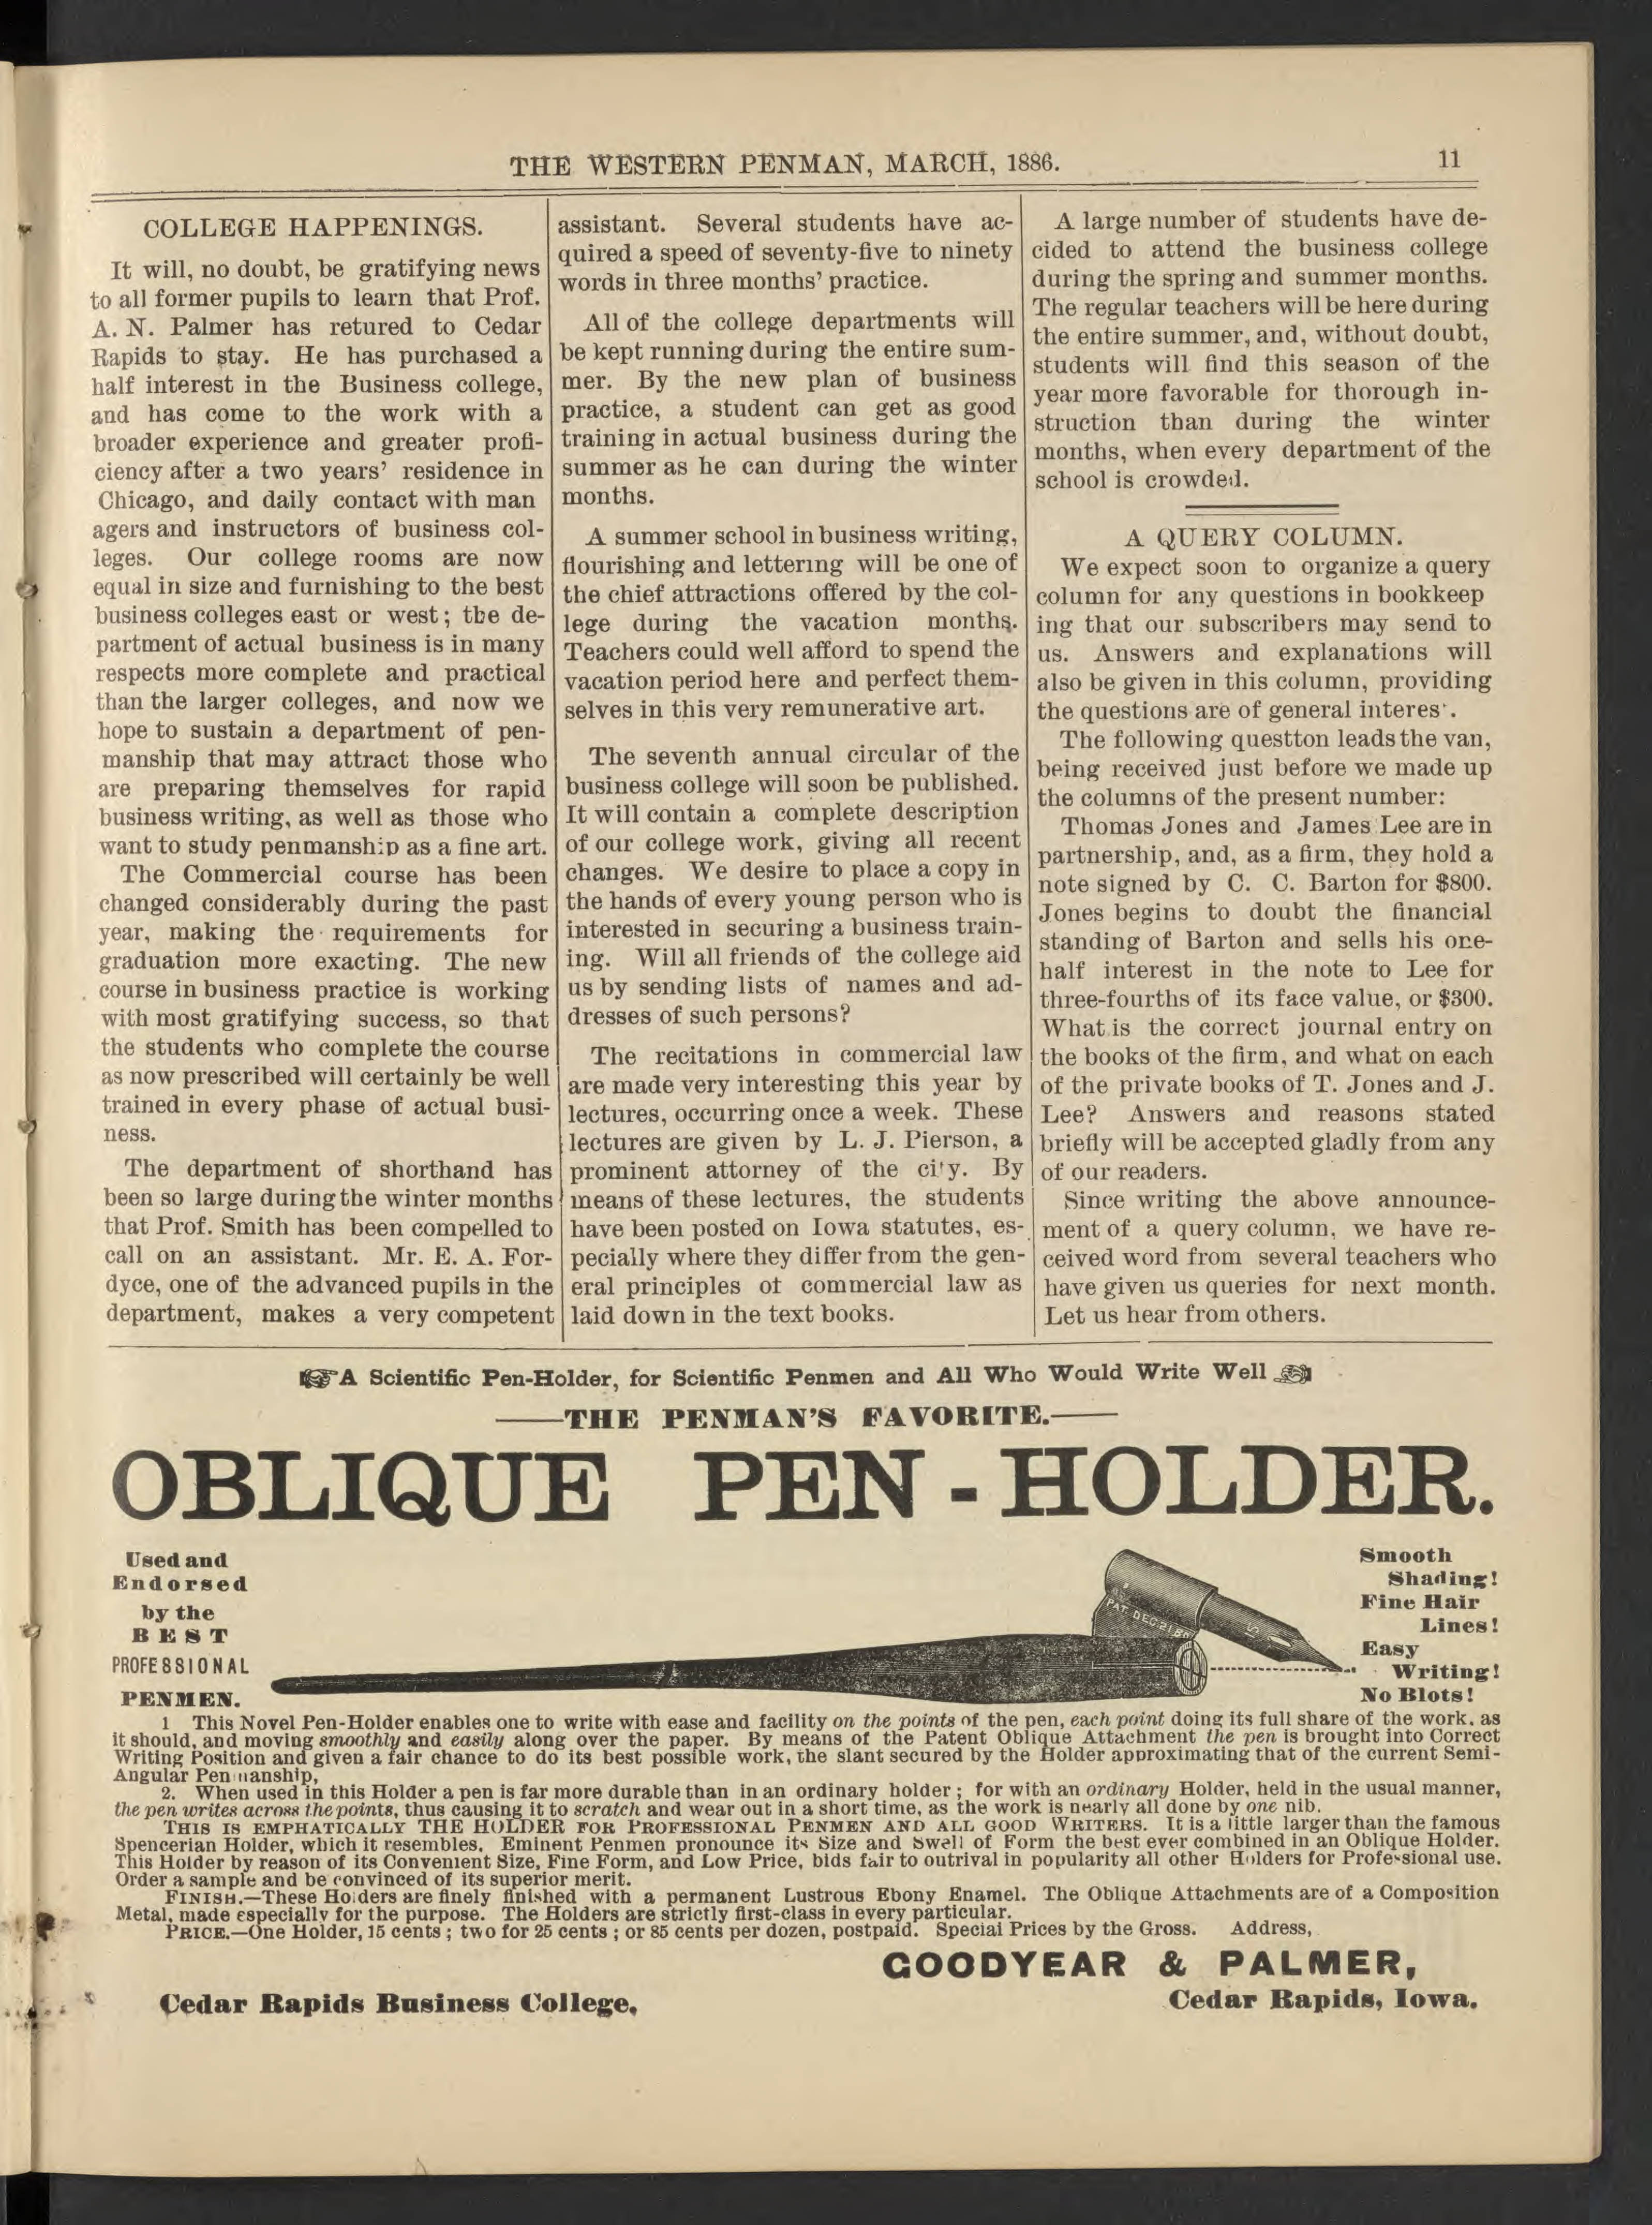 THE WESTERN PENMAN, MARCH, 1886.
11
COLLEGE HAPPENINGS.
It will, no doubt, be gratifying news
to all former pupils to learn that Prof.
A. N. Palmer has retured to Cedar
Rapids to stay. He has purchased a
half interest in the Business college,
and has come to the work with a
broader experience and greater profi-
ciency after a two years' residence in
Chicago, and daily contact with man
agers and instructors of business col-
leges. Our college rooms are now
equal in size and furnishing to the best
business colleges east or west; the de-
partment of actual business is in many
respects more complete and practical
than the larger colleges, and now we
hope to sustain a department of pen-
manship that may attract those who
are preparing themselves for rapid
business writing, as well as those who
want to study penmanship as a fine art.
The Commercial course has been
changed considerably during the past
year, making the requirements for
graduation more exacting. The new
course in business practice is working
with most gratifying success, so that
the students who complete the course
as now prescribed will certainly be well
trained in every phase of actual busi-
ness.
The department of shorthand has
been so large during the winter months
that Prof. Smith has been compelled to
call on an assistant. Mr. E. A. For-
dyce, one of the advanced pupils in the
department, makes a very competent
assistant. Several students have ac-
quired a speed of seventy-five to ninety
words in three months' practice.
All of the college departments will
be kept running during the entire sum-
mer. By the new plan of business
practice, a student can get as good
training in actual business during the
summer as he can during the winter
months.
A summer school in business writing,
flourishing and lettering will be one of
the chief attractions offered by the col-
lege during the vacation months.
Teachers could well afford to spend the
vacation period here and perfect them-
selves in this very remunerative art.
The seventh annual circular of the
business college will soon be published.
It will contain a complete description
of our college work, giving all recent
changes. We desire to place a copy in
the hands of every young person who is
interested in securing a business train-
ing. Will all friends of the college aid
us by sending lists of names and ad-
dresses of such persons?
The recitations in commercial law
are made very interesting this year by
lectures, occurring once a week. These
lectures are given by L. J. Pierson, a
prominent attorney of the city. By
means of these lectures, the students
have been posted on Iowa statutes, es-
pecially where they differ from the gen-
eral principles of commercial law as
laid down in the text books.
A large number of students have de-
cided to attend the business college
during the spring and summer months.
The regular teachers will be here during
the entire summer, and, without doubt,
students will find this season of the
year more favorable for thorough in-
struction than during the winter
months, when every department of the
school is crowded.
A QUERY COLUMN.
We expect soon to organize a query
column for any questions in bookkeep
ing that our subscribers may send to
us. Answers and explanations will
also be given in this column, providing
the questions are of general interest.
The following questton leads the van,
being received just before we made up
the columns of the present number:
Thomas Jones and James Lee are in
partnership, and, as a firm, they hold a
note signed by C. C. Barton for $800.
Jones begins to doubt the financial
standing of Barton and sells his one-
half interest in the note to Lee for
three-fourths of its face value, or $300.
What is the correct journal entry on
the books of the firm, and what on each
of the private books of T. Jones and J.
Lee? Answers and reasons stated
briefly will be accepted gladly from any
of our readers.
Since writing the above announce-
ment of a query column, we have re-
ceived word from several teachers who
have given us queries for next month.
Let us hear from others.
A Scientific Pen-Holder, for Scientific Penmen and All Who Would Write Well
THE PENMAN'S FAVORITE.
OBLIQUE PEN-HOLDER.
Used and
Endorsed
by the
BEST
PROFESSIONAL
PENMEN.
PAT. DEC. 21.80
Smooth
Shading!
Fine Hair
Lines!
Easy
Writing!
No Blots!
1 This Novel Pen-Holder enables one to write with ease and facility on the points of the pen, each point doing its full share of the work, as
it should, and moving smoothly and easily along over the paper. By means of the Patent Oblique Attachment the pen is brought into Correct
Writing Position and given a fair chance to do its best possible work, the slant secured by the Holder approximating that of the current Semi-
Angular Penmanship,
2. When used in this Holder a pen is far more durable than in an ordinary holder; for with an ordinary Holder, held in the usual manner,
the pen writes across the points, thus causing it to scratch and wear out in a short time, as the work is nearly all done by one nib.
THIS IS EMPHATICALLY THE HOLDER FOR PROFESSIONAL PENMEN AND ALL GOOD WRITERS. It is a little larger than the famous
Spencerian Holder, which it resembles. Eminent Penmen pronounce its Size and Swell of Form the best ever combined in an Oblique Holder.
This Holder by reason of its Convenient Size, Fine Form, and Low Price, bids fair to outrival in popularity all other Holders for Professional use.
Order a sample and be convinced of its superior merit.
FINISH.—These Holders are finely finished with a permanent Lustrous Ebony Enamel. The Oblique Attachments are of a Composition
Metal, made especially for the purpose. The Holders are strictly first-class in every particular.
PRICE.—One Holder, 15 cents; two for 25 cents; or 85 cents per dozen, postpaid. Special Prices by the Gross. Address,
GOODYEAR & PALMER,
Cedar Rapids Business College,
Cedar Rapids, Iowa.